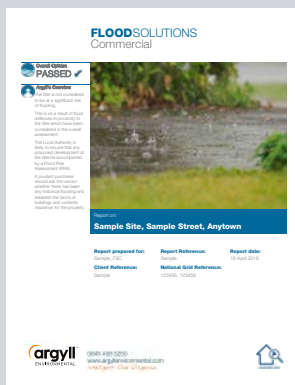 FLOODSOLUTIONS
Commercial
Overall Opinion
PASSED
Argyll's Overview
The Site is not considered
to be at a significant risk
of flooding.
This is as a result of flood
defences in proximity to
the Site which have been
considered in the overall
assessment.
The Local Authority is
likely to require that any
proposed development at
the Site be accompanied
by a Flood Risk
Assessment (FRA).
A prudent purchaser
should ask the vendor
whether there has been
any historical flooding and
establish the terms of
buildings and contents
insurance for the property.
Report on:
Sample Site, Sample Street, Anytown
Report prepared for:
Sample_FSC
Report Reference:
Sample
Report date:
Client Reference:
Sample
National Grid Reference:
123456, 123456
argyll
ENVIRONMENTAL
0845 458 5250
www.argyllenvironmental.com
Intelligent Due Diligence